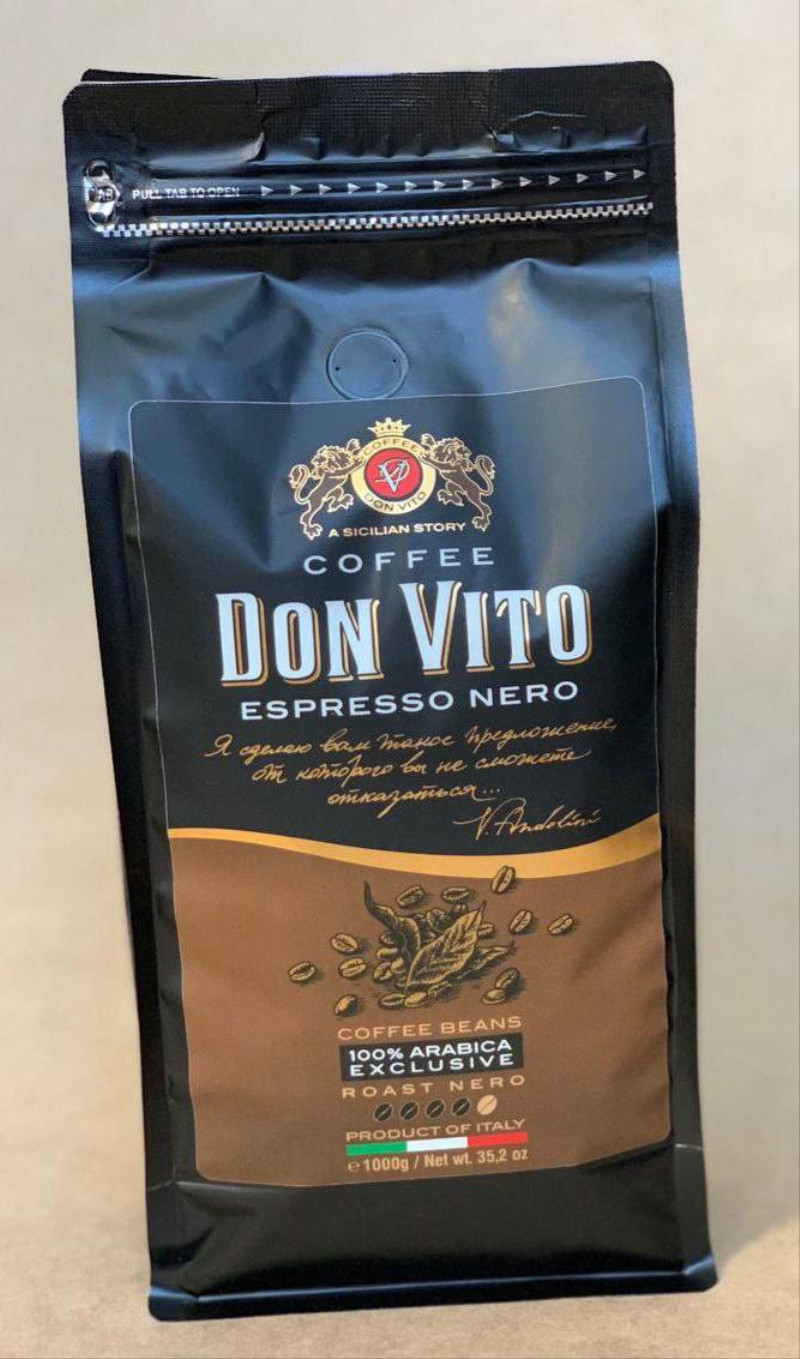 PULL TAB TO OPEN
COFFEE
DV
DON VITO
A SICILIAN STORY
COFFEE
DON VITO
ESPRESSO NERO
Я сделаю вам такое предложение,
от которого вы не сможете
отказаться...
V. Andolini
COFFEE BEANS
100% ARABICA
EXCLUSIVE
ROAST NERO
PRODUCT OF ITALY
℮ 1000g / Net wt. 35,2 oz